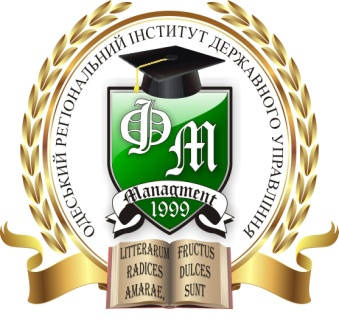 ОДЕСЬКИЙ РЕГІОНАЛЬНИЙ ІНСТИТУТ ДЕРЖАВНОГО УПРАВЛІННЯ
ФМ
Managment
1999
LITTERARUM
RADICES
AMARAE,
FRUCTUS
DULCES
SUNT